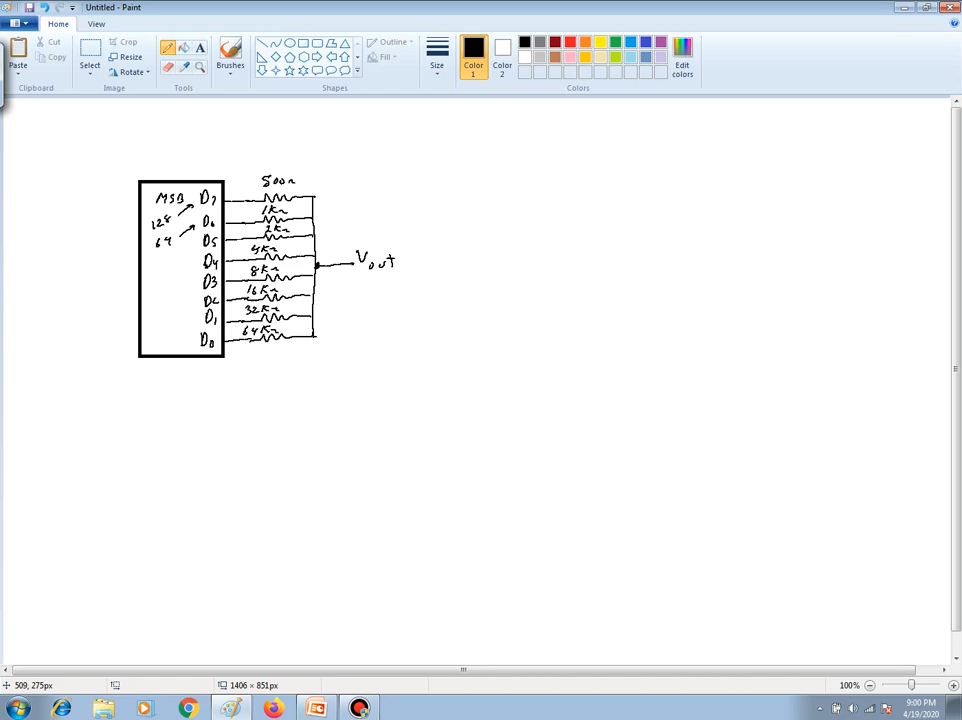 Untitled - Paint
Home
View
Paste
Cut
Copy
Clipboard
Select
Crop
Resize
Rotate
Image
Tools
Brushes
Shapes
Outline
Fill
Size
Color 1
Color 2
Edit colors
Colors
MSB D7
500Ω
128 D6
1KΩ
64 D5
2KΩ
D4
4KΩ
D3
8KΩ
D2
16KΩ
D1
32KΩ
D0
64KΩ
Vout
509, 275px
1406 × 851px
100%
9:00 PM
4/19/2020